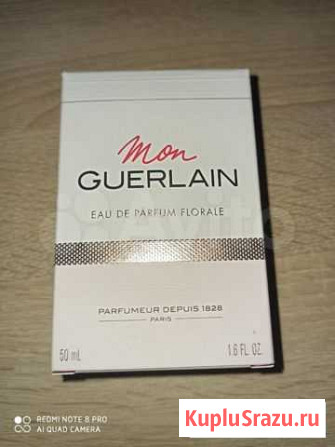 Mon
GUERLAIN
EAU DE PARFUM FLORALE
Avito
PARFUMEUR DEPUIS 1828
PARIS
50 mL 1.6 FL. OZ.
REDMI NOTE 8 PRO
AI QUAD CAMERA
KupluSrazu.ru